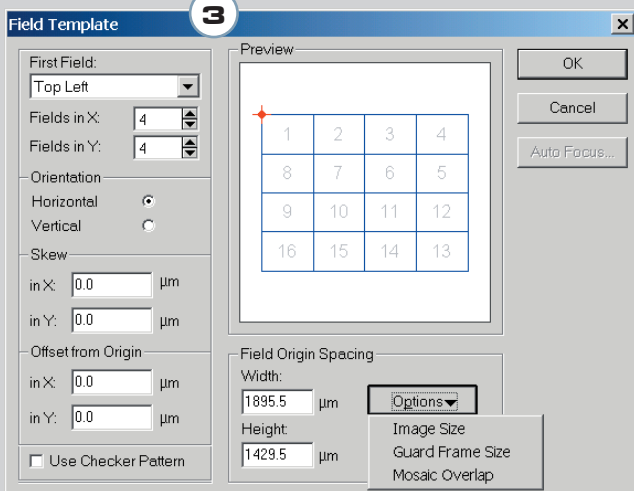 3
Field Template
First Field:
Top Left
Fields in X: 4
Fields in Y: 4
Orientation
Horizontal
Vertical
Skew
in X: 0.0 µm
in Y: 0.0 µm
Offset from Origin
in X: 0.0 µm
in Y: 0.0 µm
Use Checker Pattern
Preview
1 2 3 4
8 7 6 5
9 10 11 12
16 15 14 13
Field Origin Spacing
Width:
1895.5 µm
Height:
1429.5 µm
Options
Image Size
Guard Frame Size
Mosaic Overlap
OK
Cancel
Auto Focus...